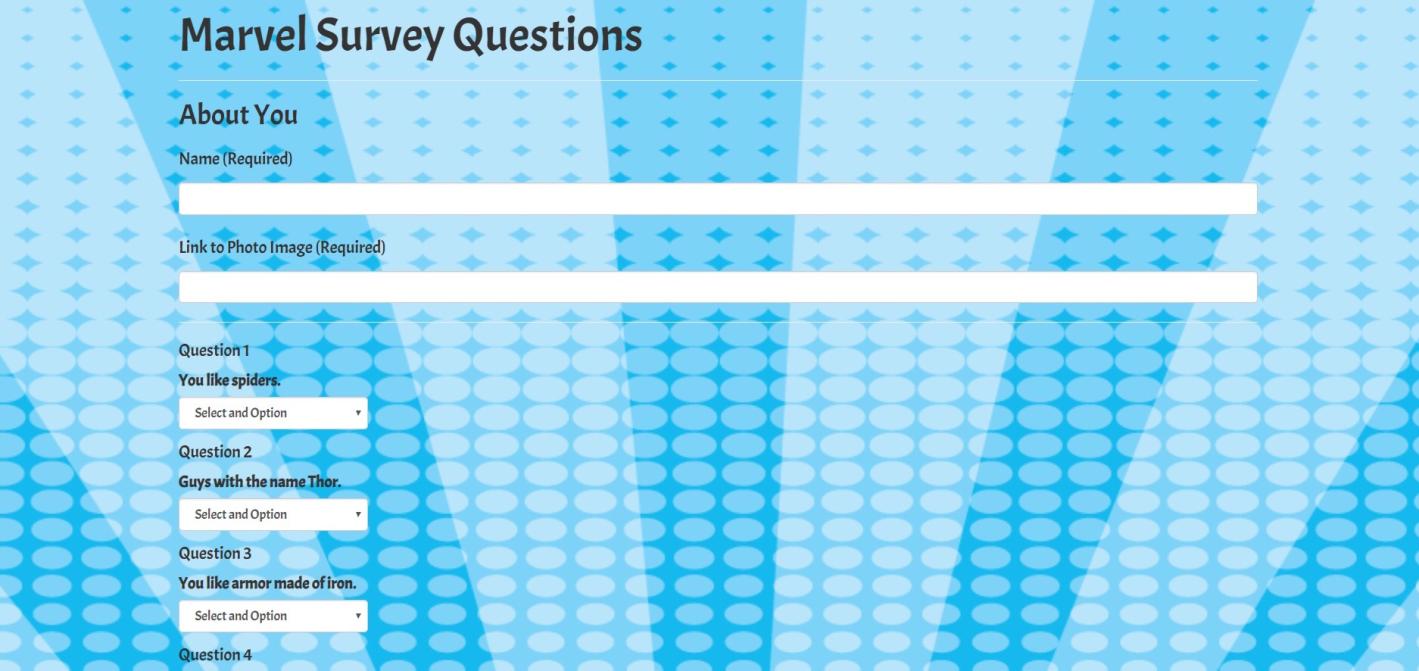 Marvel Survey Questions
About You
Name (Required)
Link to Photo Image (Required)
Question 1
You like spiders.
Select and Option
Question 2
Guys with the name Thor.
Select and Option
Question 3
You like armor made of iron.
Select and Option
Question 4